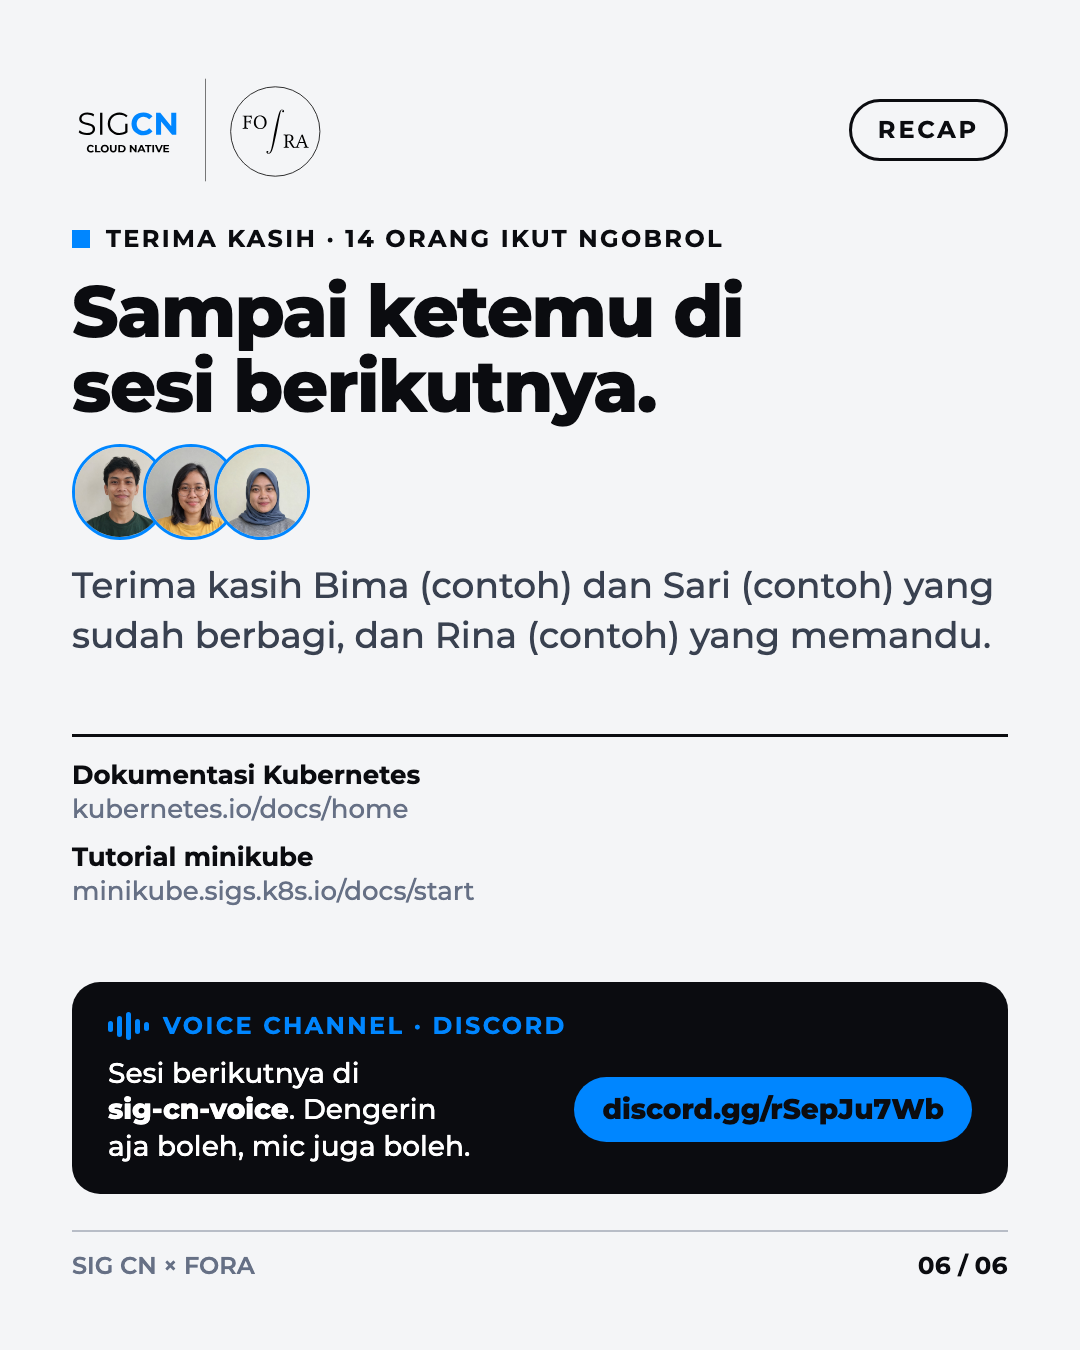 SIGCN
CLOUD NATIVE
FO∫RA
RECAP
TERIMA KASIH · 14 ORANG IKUT NGOBROL
Sampai ketemu di
sesi berikutnya.
Terima kasih Bima (contoh) dan Sari (contoh) yang
sudah berbagi, dan Rina (contoh) yang memandu.
Dokumentasi Kubernetes
kubernetes.io/docs/home
Tutorial minikube
minikube.sigs.k8s.io/docs/start
VOICE CHANNEL · DISCORD
Sesi berikutnya di
sig-cn-voice. Dengerin
aja boleh, mic juga boleh.
discord.gg/rSepJu7Wb
SIG CN × FORA
06 / 06